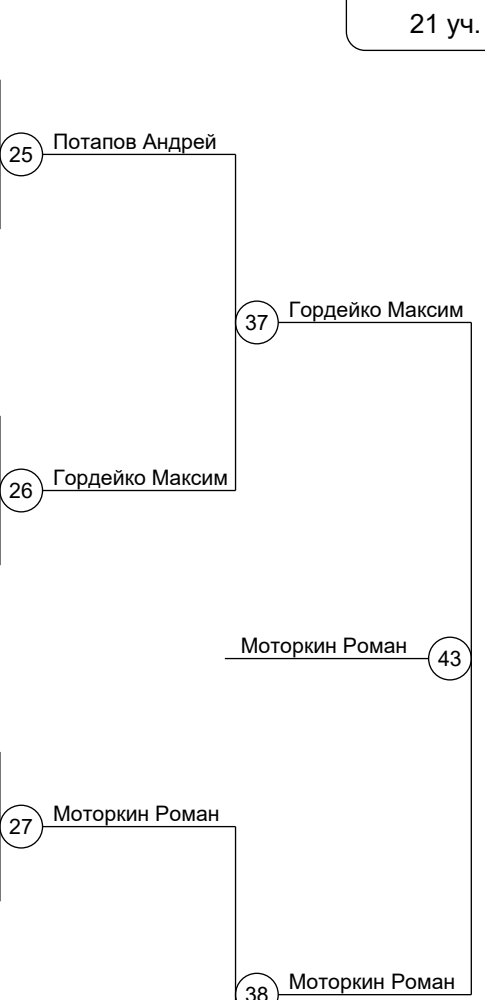 21 уч.
25 Потапов Андрей
37 Гордейко Максим
26 Гордейко Максим
Моторкин Роман 43
27 Моторкин Роман
38 Моторкин Роман